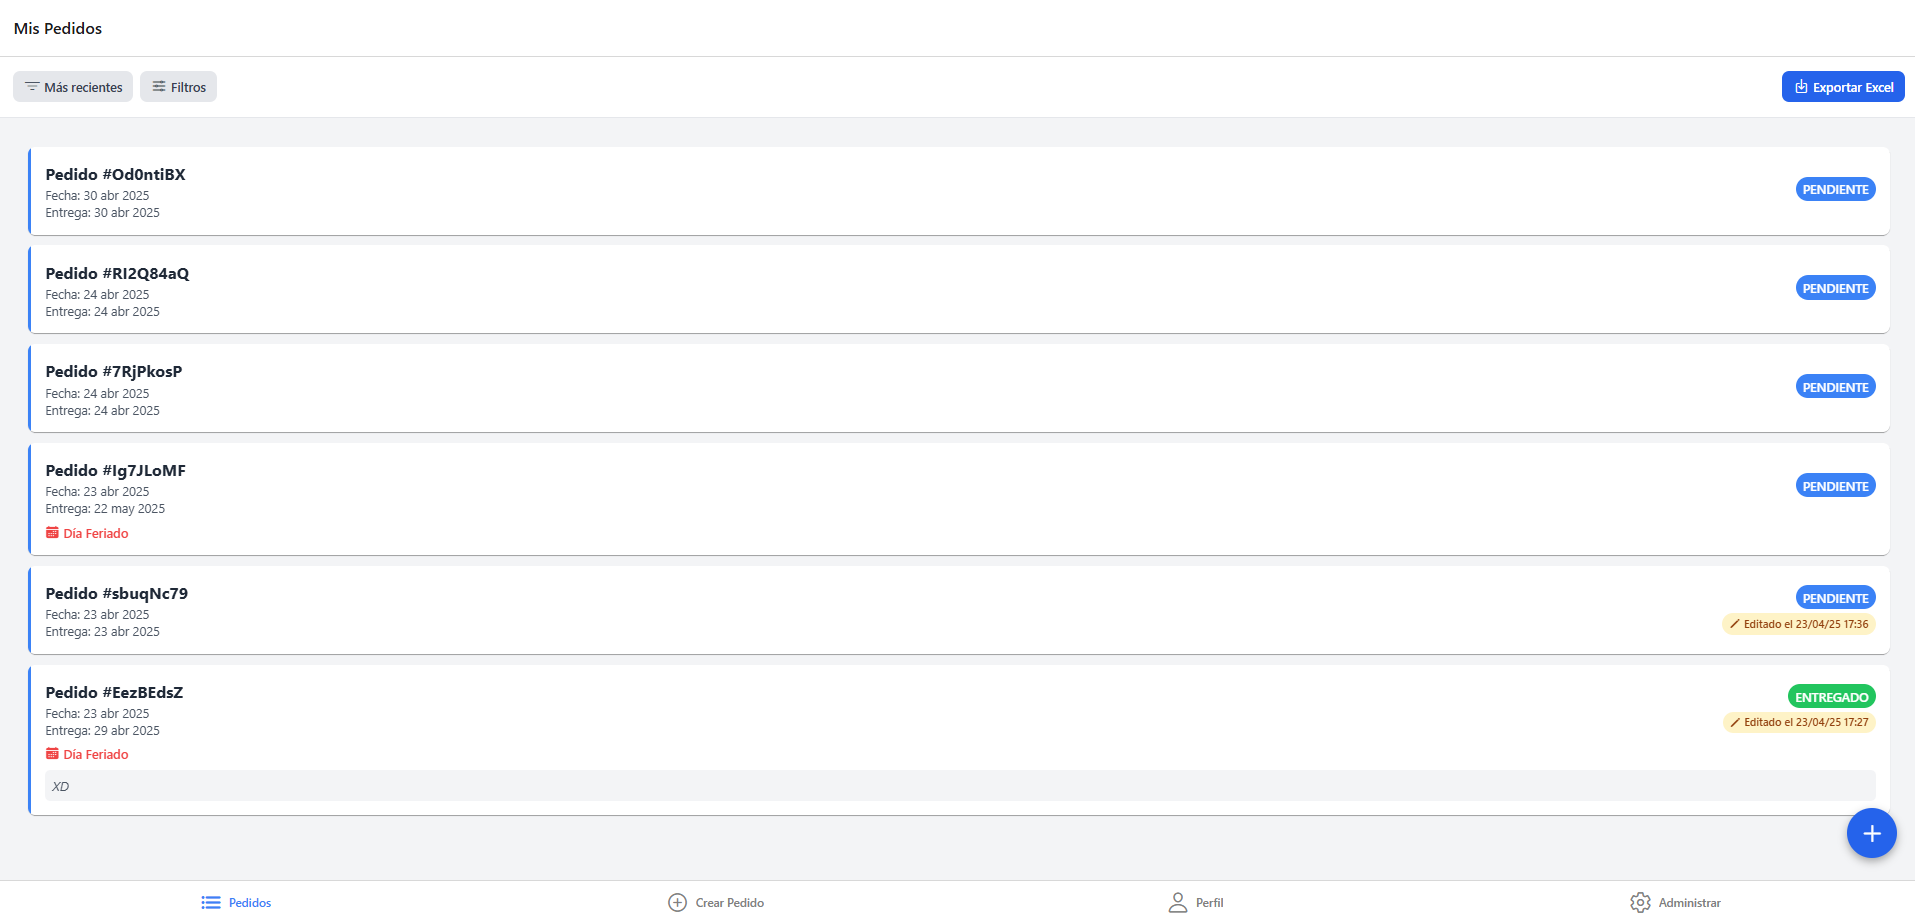 Mis Pedidos
Más recientes
Filtros
Exportar Excel
Pedido #Od0ntiBX
Fecha: 30 abr 2025
Entrega: 30 abr 2025
PENDIENTE
Pedido #RI2Q84aQ
Fecha: 24 abr 2025
Entrega: 24 abr 2025
PENDIENTE
Pedido #7RjPkosP
Fecha: 24 abr 2025
Entrega: 24 abr 2025
PENDIENTE
Pedido #Ig7JLoMF
Fecha: 23 abr 2025
Entrega: 22 may 2025
Día Feriado
PENDIENTE
Pedido #sbuqNc79
Fecha: 23 abr 2025
Entrega: 23 abr 2025
PENDIENTE
Editado el 23/04/25 17:36
Pedido #EezBEdsZ
Fecha: 23 abr 2025
Entrega: 29 abr 2025
Día Feriado
XD
ENTREGADO
Editado el 23/04/25 17:27
Pedidos
Crear Pedido
Perfil
Administrar